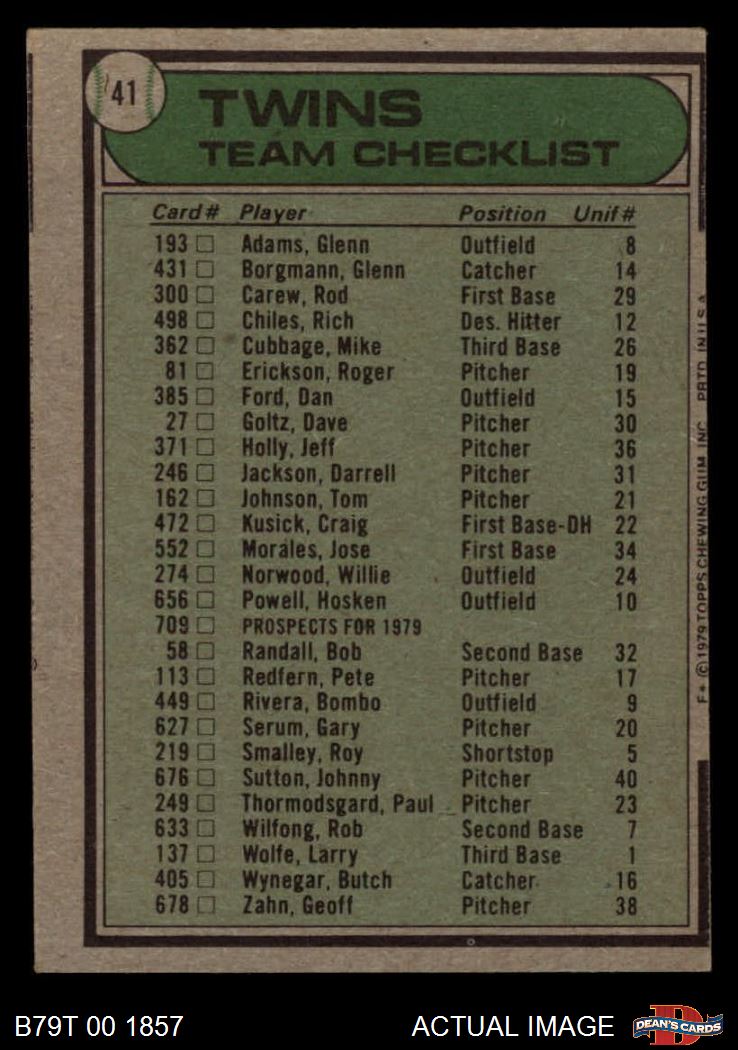 41
TWINS
TEAM CHECKLIST
Card# Player Position Unif#
193 Adams, Glenn Outfield 8
431 Borgmann, Glenn Catcher 14
300 Carew, Rod First Base 29
498 Chiles, Rich Des. Hitter 12
362 Cubbage, Mike Third Base 26
81 Erickson, Roger Pitcher 19
385 Ford, Dan Outfield 15
27 Goltz, Dave Pitcher 30
371 Holly, Jeff Pitcher 36
246 Jackson, Darrell Pitcher 31
162 Johnson, Tom Pitcher 21
472 Kusick, Craig First Base-DH 22
552 Morales, Jose First Base 34
274 Norwood, Willie Outfield 24
656 Powell, Hosken Outfield 10
709 PROSPECTS FOR 1979
58 Randall, Bob Second Base 32
113 Redfern, Pete Pitcher 17
449 Rivera, Bombo Outfield 9
627 Serum, Gary Pitcher 20
219 Smalley, Roy Shortstop 5
676 Sutton, Johnny Pitcher 40
249 Thormodsgard, Paul Pitcher 23
633 Wilfong, Rob Second Base 7
137 Wolfe, Larry Third Base 1
405 Wynegar, Butch Catcher 16
678 Zahn, Geoff Pitcher 38
F* © 1979 TOPPS CHEWING GUM, INC. PRTD. IN U.S.A.
B79T 00 1857 ACTUAL IMAGE
D
DEAN'S CARDS